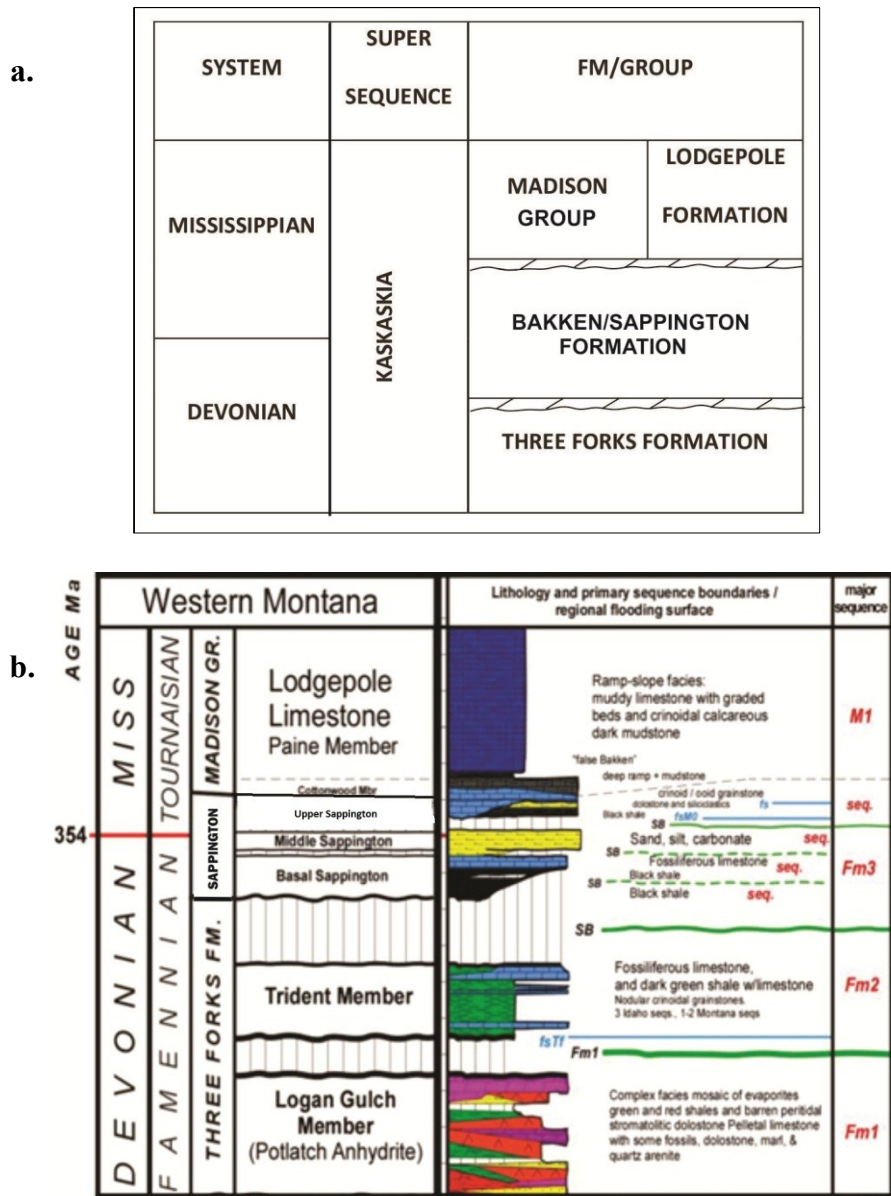 a.
SYSTEM
SUPER
SEQUENCE
FM/GROUP
MISSISSIPPIAN
DEVONIAN
KASKASKIA
MADISON
GROUP
LODGEPOLE
FORMATION
BAKKEN/SAPPINGTON
FORMATION
THREE FORKS FORMATION
b.
AGE Ma
Western Montana
Lithology and primary sequence boundaries /
regional flooding surface
major
sequence
MISS
DEVONIAN
TOURNAISIAN
FAMENNIAN
MADISON GR.
SAPPINGTON
THREE FORKS FM.
354
Lodgepole
Limestone
Paine Member
Cottonwood Mbr
Upper Sappington
Middle Sappington
Basal Sappington
Trident Member
Logan Gulch
Member
(Potlatch Anhydrite)
Ramp-slope facies:
muddy limestone with graded
beds and crinoidal calcareous
dark mudstone
"false Bakken"
deep ramp + mudstone
crinoid / ooid grainstone
dolostone and siliciclastics
fs
Black shale
fsM0
SB
Sand, silt, carbonate
seq.
SB
Fossiliferous limestone
seq.
Black shale
SB
Black shale
seq.
SB
Fossiliferous limestone,
and dark green shale w/limestone
Nodular crinoidal grainstones.
3 Idaho seqs., 1-2 Montana seqs
fsTf
Fm1
Complex facies mosaic of evaporites
green and red shales and barren peritidal
stromatolitic dolostone Pelletal limestone
with some fossils, dolostone, marl, &
quartz arenite
M1
seq.
Fm3
Fm2
Fm1